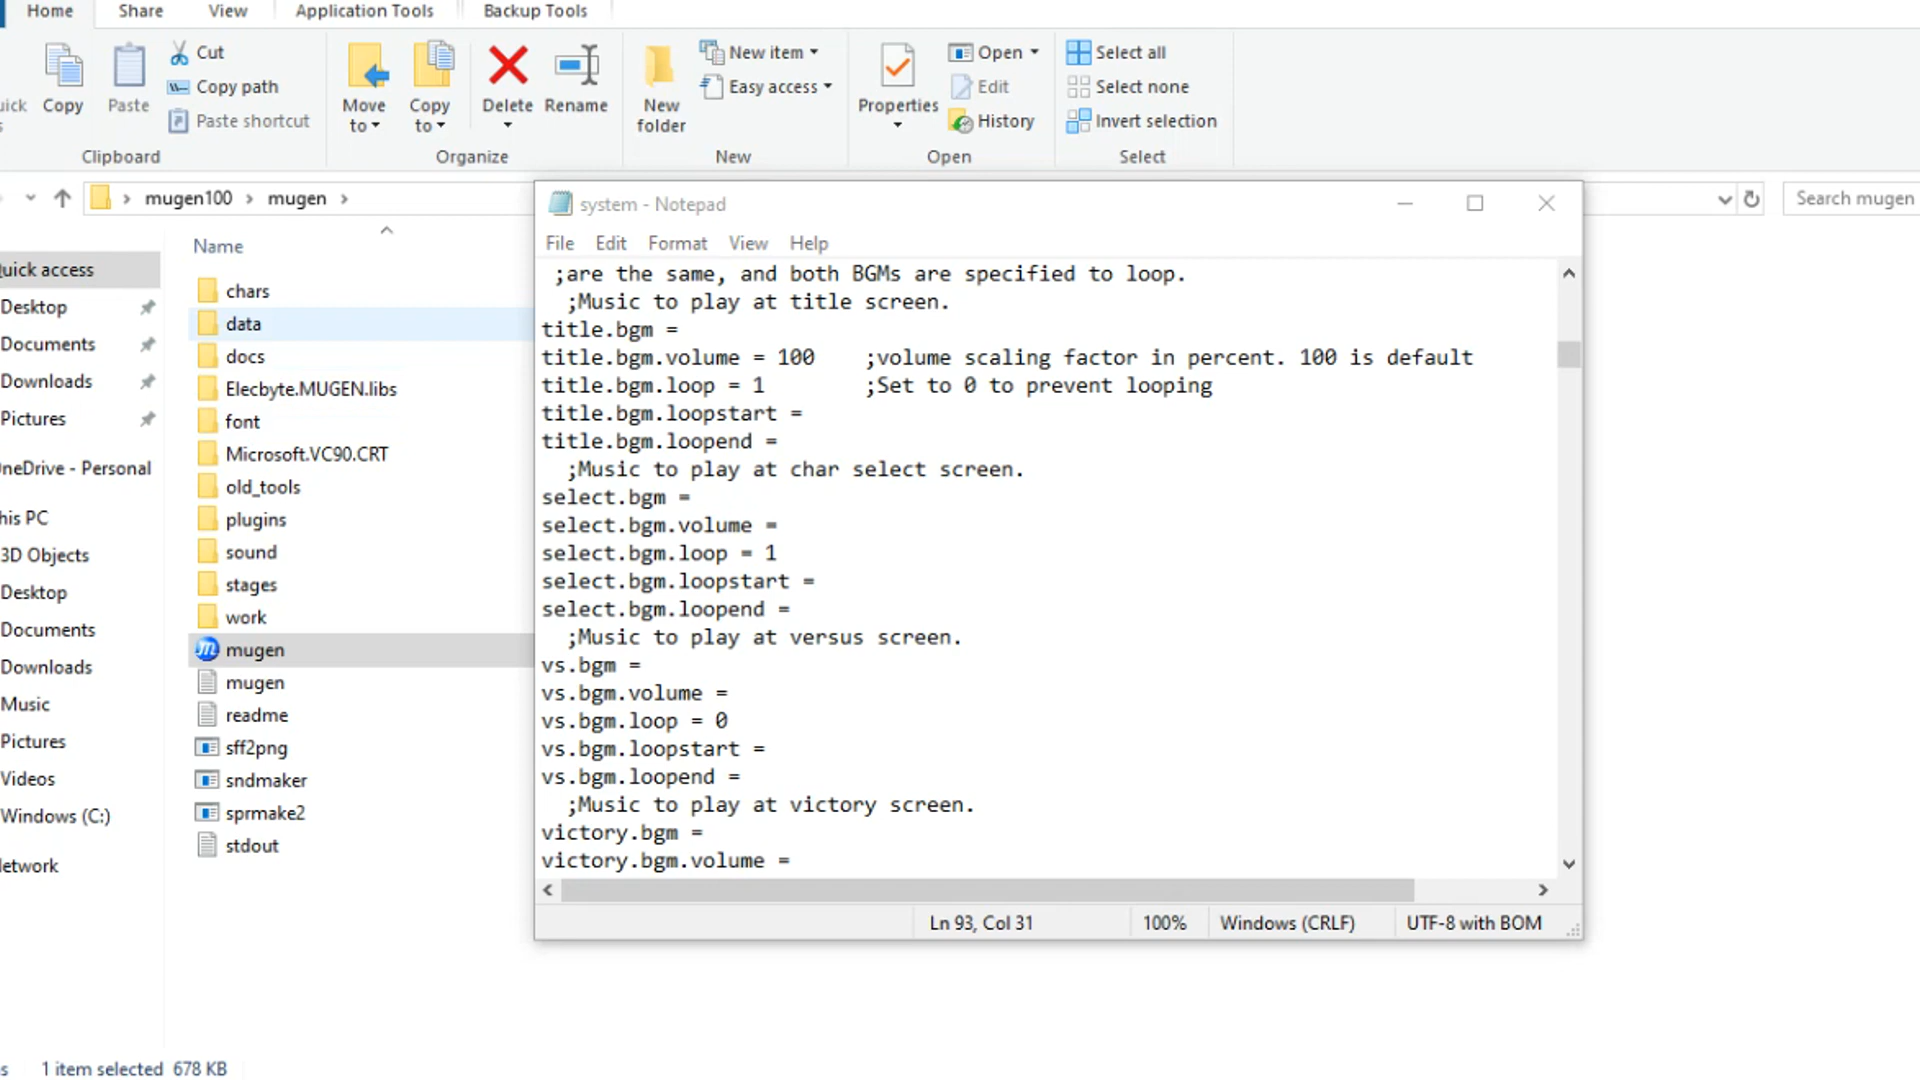 Home Share View Application Tools Backup Tools
Copy
Paste
Cut
Copy path
Paste shortcut
Clipboard
Move to
Copy to
Delete
Rename
Organize
New folder
New item
Easy access
New
Properties
Open
Edit
History
Open
Select all
Select none
Invert selection
Select
mugen100 mugen
Search mugen
Name
uick access
Desktop
Documents
Downloads
Pictures
neDrive - Personal
his PC
3D Objects
Desktop
Documents
Downloads
Music
Pictures
Videos
Windows (C:)
etwork
chars
data
docs
Elecbyte.MUGEN.libs
font
Microsoft.VC90.CRT
old_tools
plugins
sound
stages
work
mugen
mugen
readme
sff2png
sndmaker
sprmake2
stdout
system - Notepad
File Edit Format View Help
;are the same, and both BGMs are specified to loop.
;Music to play at title screen.
title.bgm =
title.bgm.volume = 100 ;volume scaling factor in percent. 100 is default
title.bgm.loop = 1 ;Set to 0 to prevent looping
title.bgm.loopstart =
title.bgm.loopend =
;Music to play at char select screen.
select.bgm =
select.bgm.volume =
select.bgm.loop = 1
select.bgm.loopstart =
select.bgm.loopend =
;Music to play at versus screen.
vs.bgm =
vs.bgm.volume =
vs.bgm.loop = 0
vs.bgm.loopstart =
vs.bgm.loopend =
;Music to play at victory screen.
victory.bgm =
victory.bgm.volume =
Ln 93, Col 31 100% Windows (CRLF) UTF-8 with BOM
1 item selected 678 KB